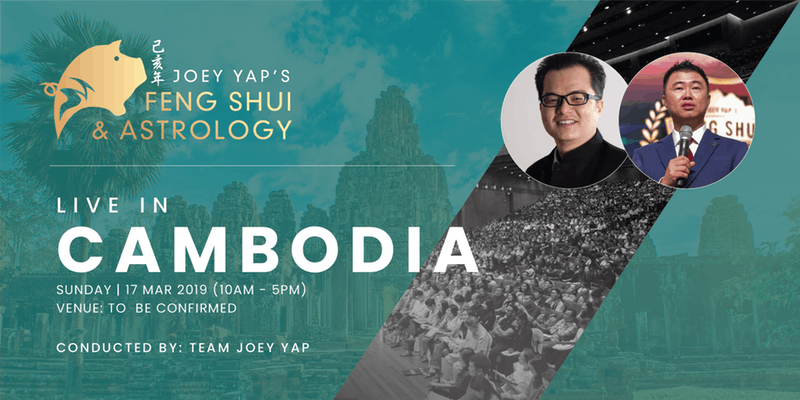 己亥年
JOEY YAP'S
FENG SHUI
& ASTROLOGY
LIVE IN
CAMBODIA
SUNDAY | 17 MAR 2019 (10AM - 5PM)
VENUE: TO BE CONFIRMED
CONDUCTED BY: TEAM JOEY YAP